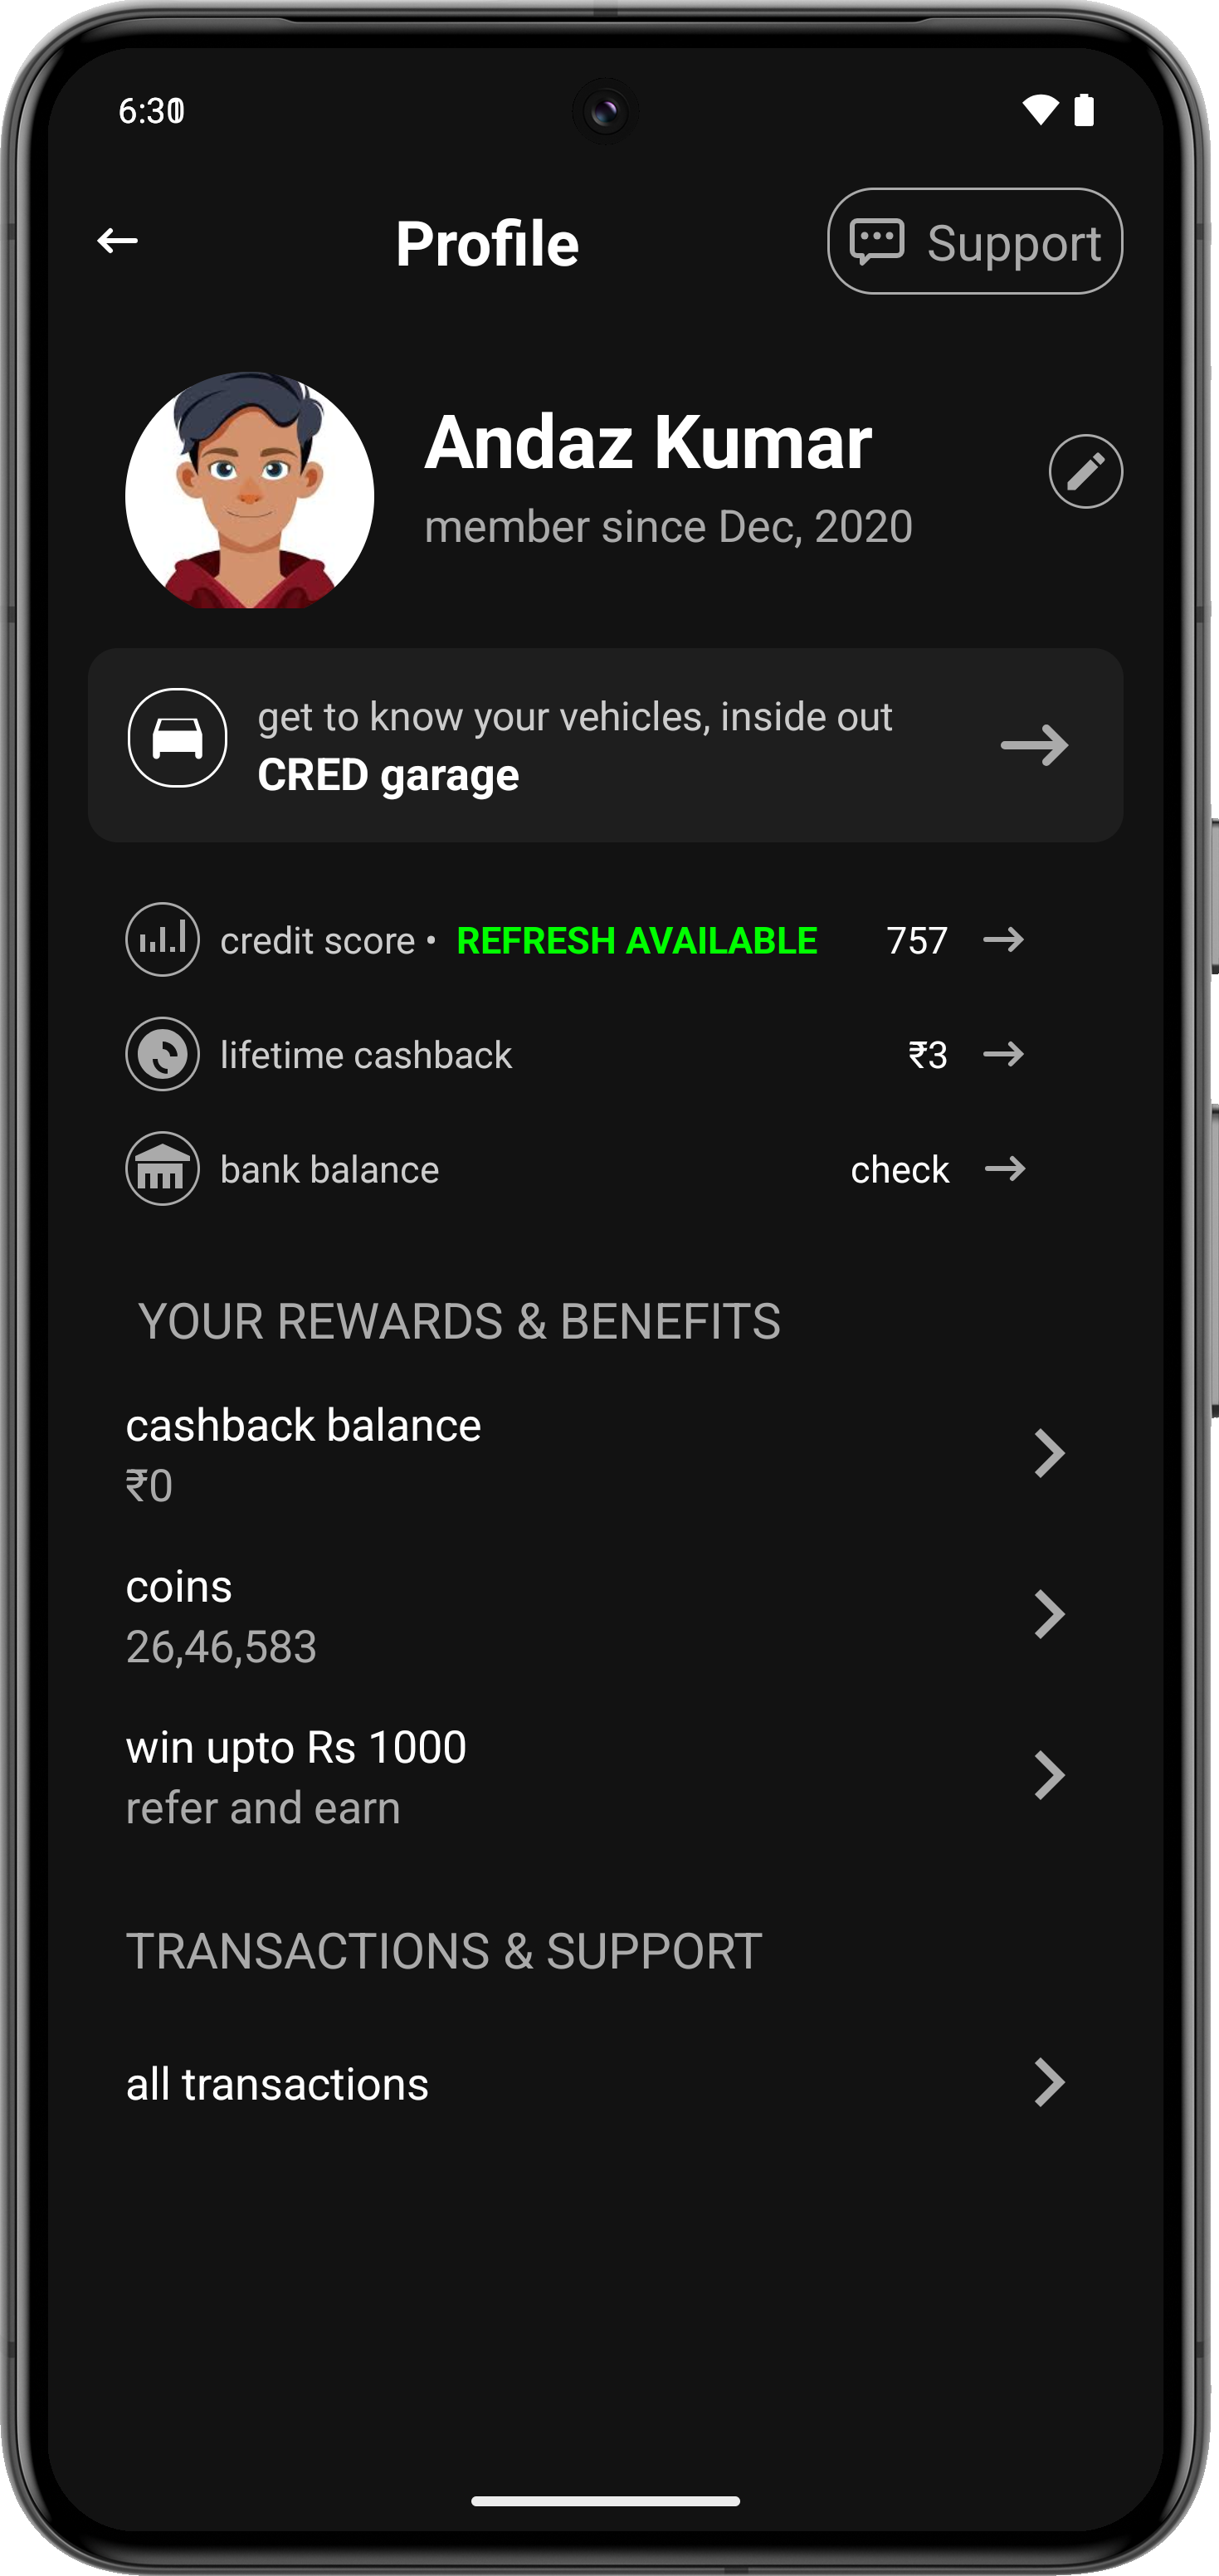 6:30
Profile
Support
Andaz Kumar
member since Dec, 2020
get to know your vehicles, inside out
CRED garage
credit score • REFRESH AVAILABLE 757
lifetime cashback ₹3
bank balance check
YOUR REWARDS & BENEFITS
cashback balance
₹0
coins
26,46,583
win upto Rs 1000
refer and earn
TRANSACTIONS & SUPPORT
all transactions